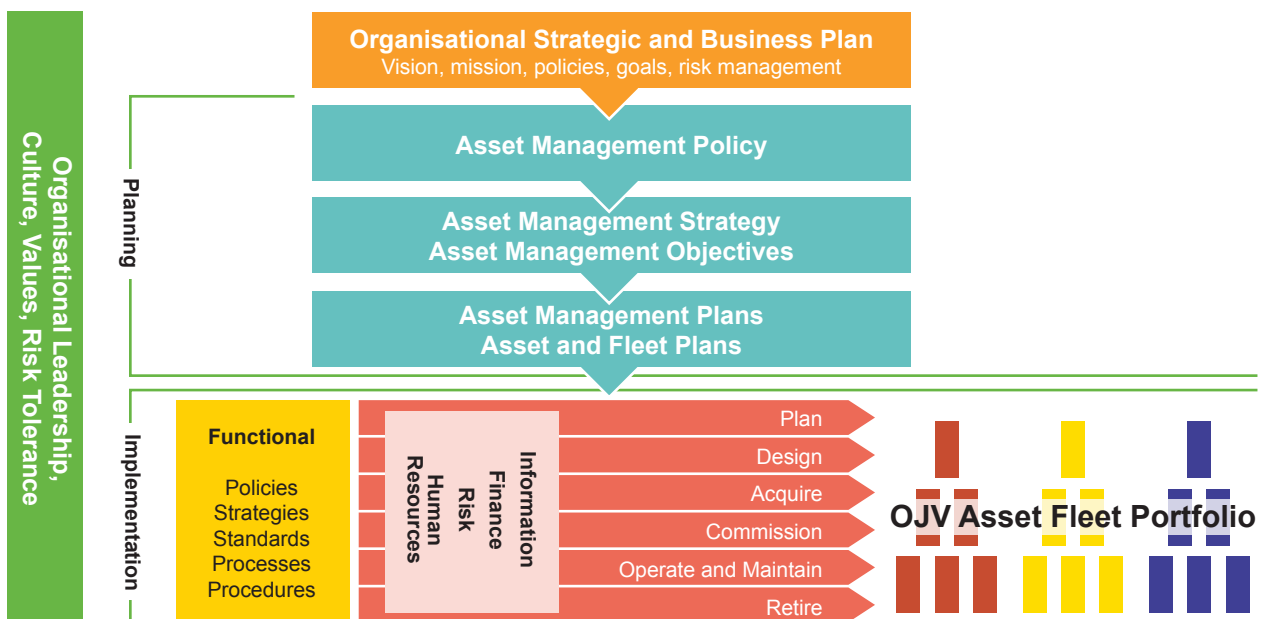 Organisational Leadership,
Culture, Values, Risk Tolerance
Planning
Organisational Strategic and Business Plan
Vision, mission, policies, goals, risk management
Asset Management Policy
Asset Management Strategy
Asset Management Objectives
Asset Management Plans
Asset and Fleet Plans
Implementation
Functional
Policies
Strategies
Standards
Processes
Procedures
Information
Finance
Risk
Human
Resources
Plan
Design
Acquire
Commission
Operate and Maintain
Retire
OJV Asset Fleet Portfolio